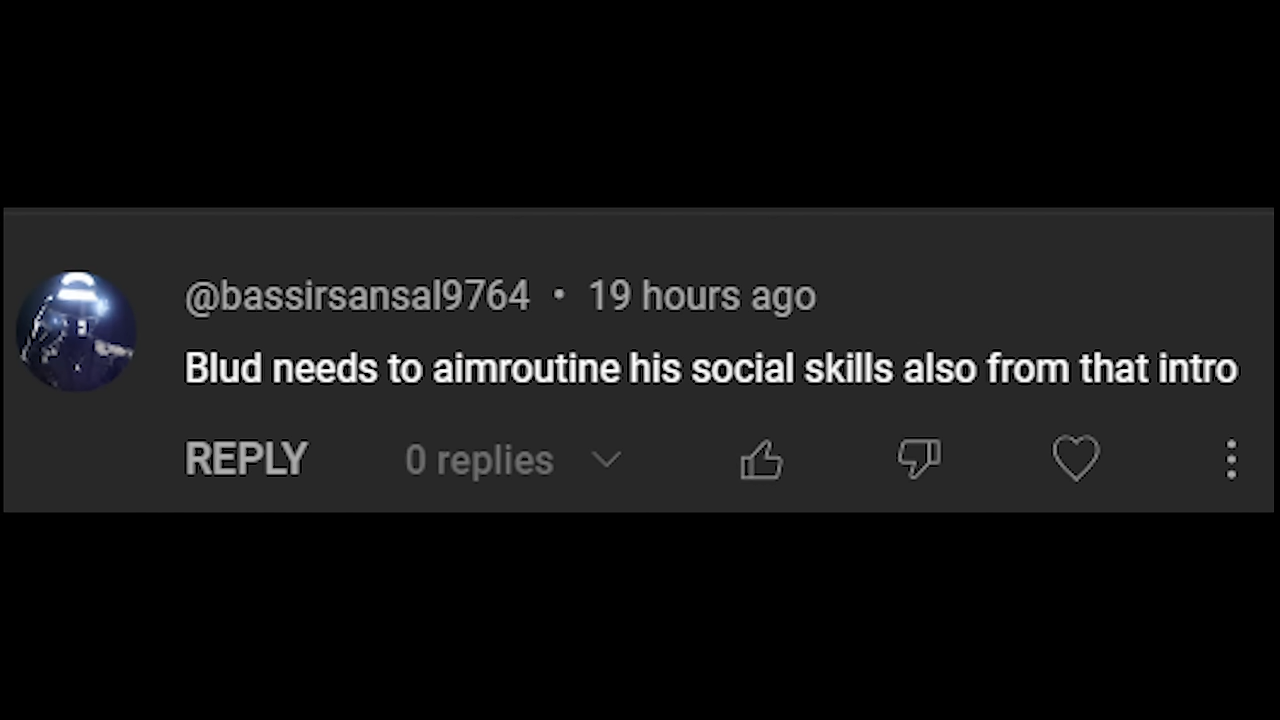 @bassirsansal9764 • 19 hours ago
Blud needs to aimroutine his social skills also from that intro
REPLY 0 replies